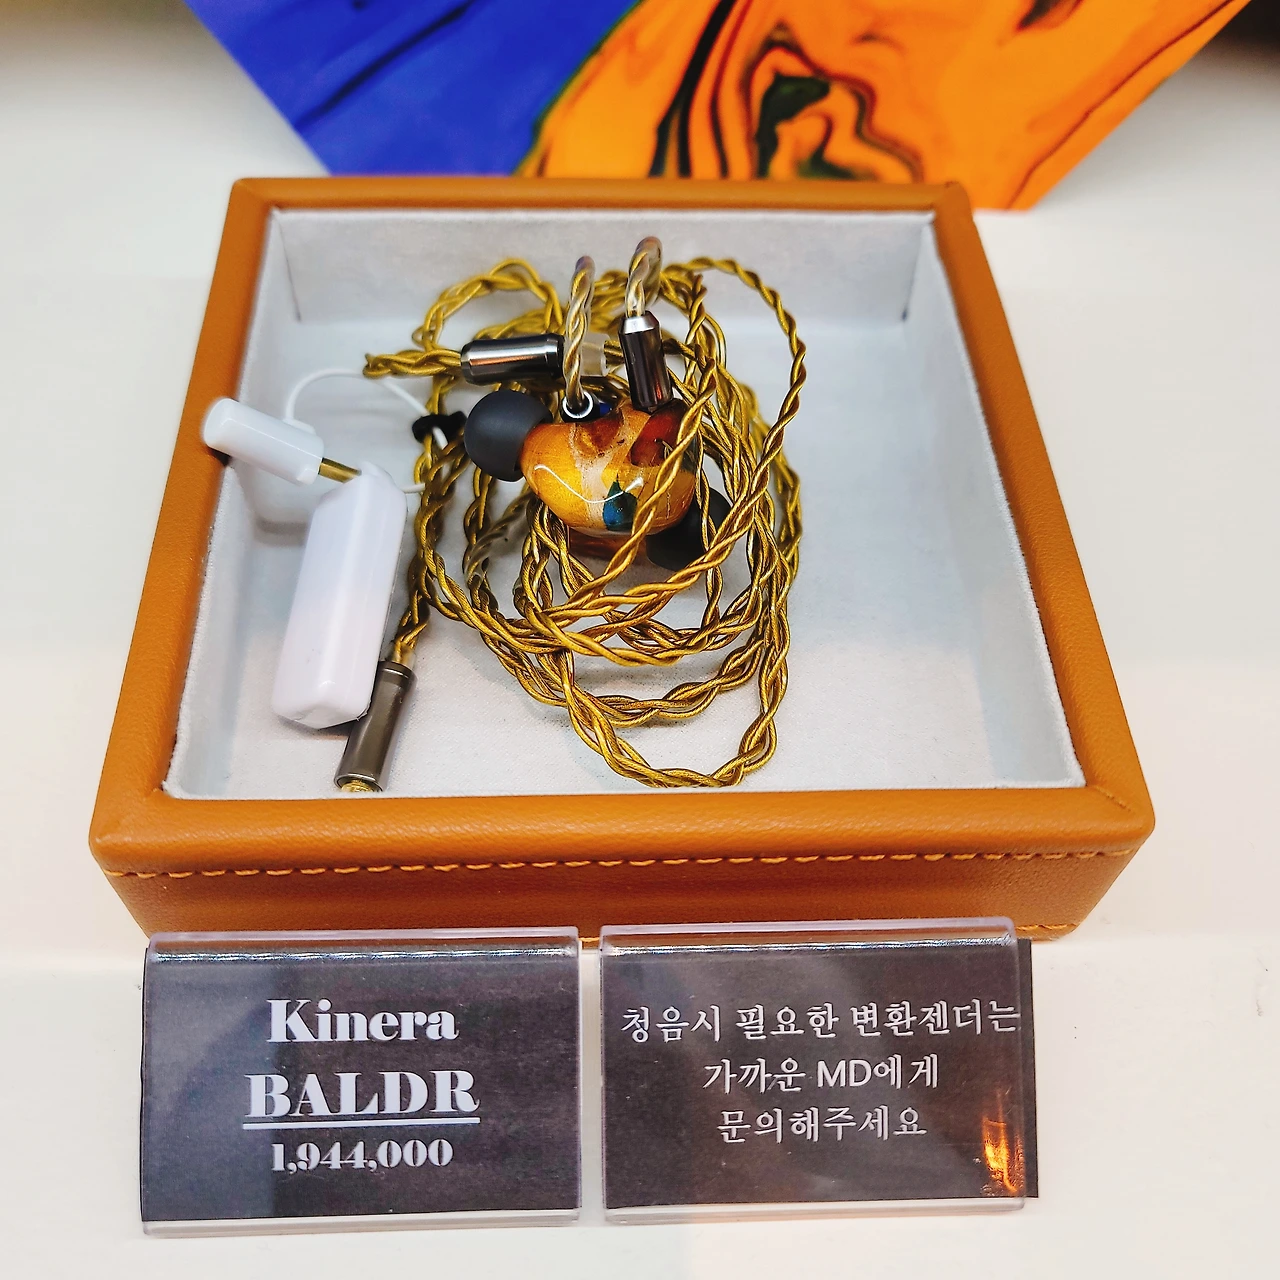 Kinera
BALDR
1,944,000
청음시 필요한 변환젠더는
가까운 MD에게
문의해주세요